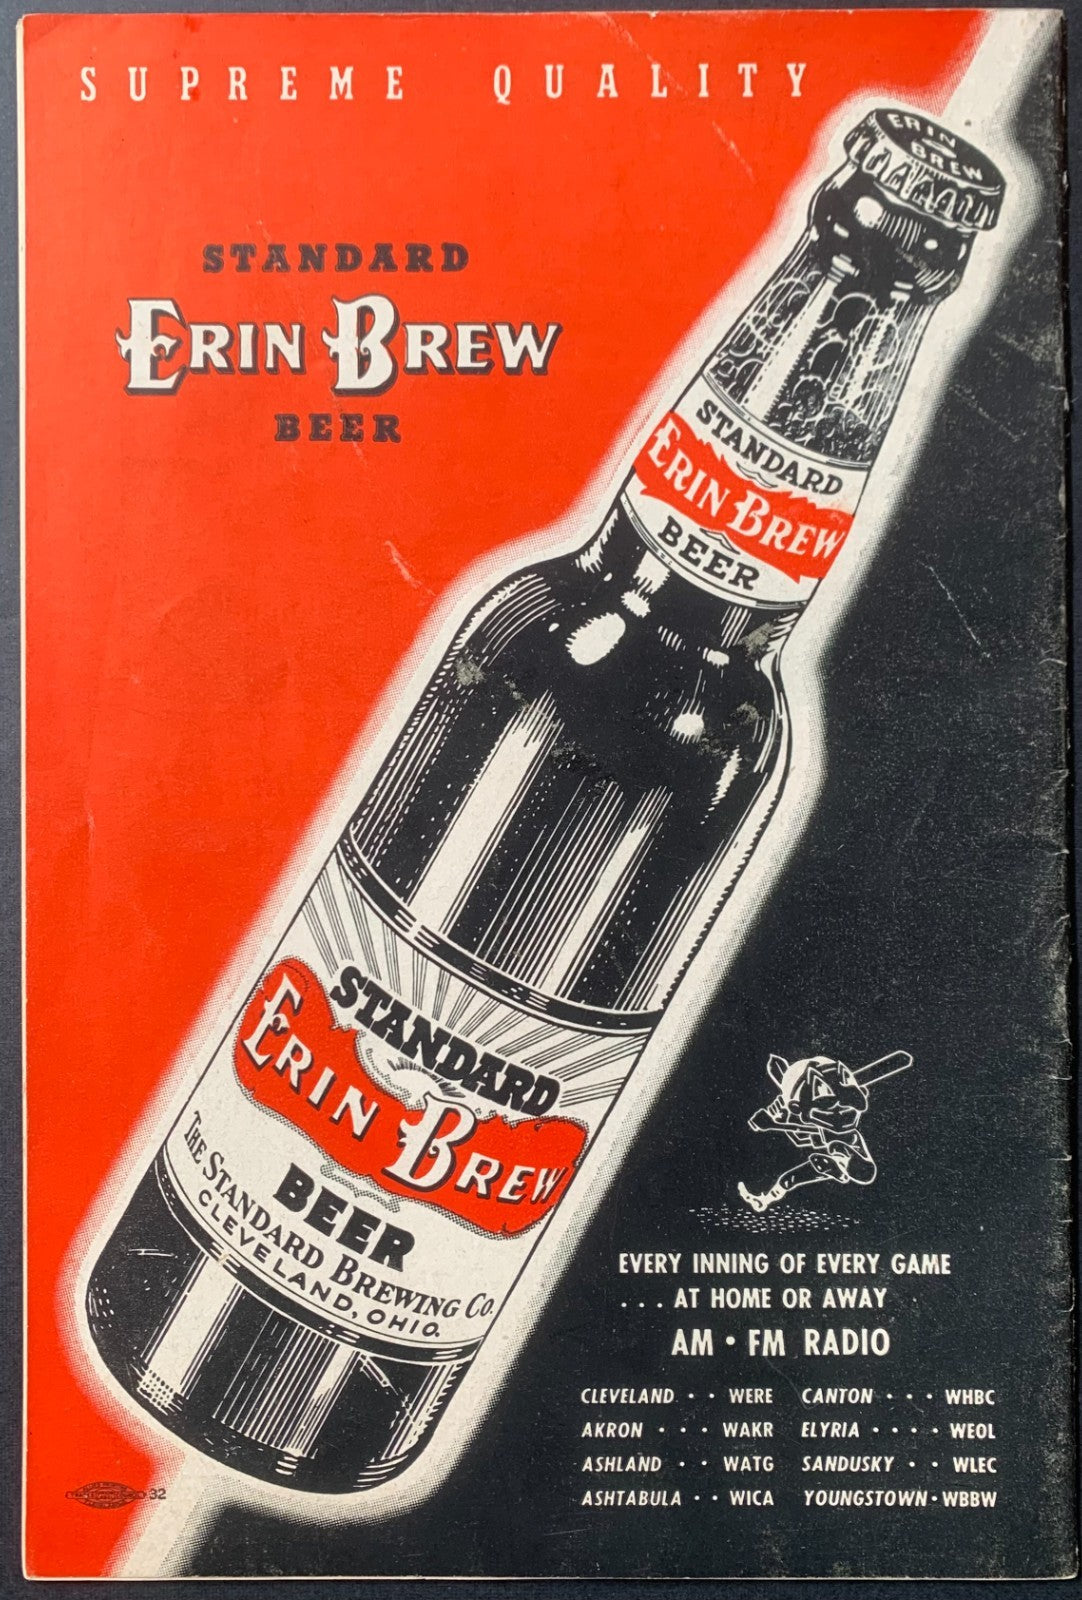 SUPREME QUALITY
ERIN
BREW
STANDARD
ERIN BREW
BEER
STANDARD
ERIN BREW
BEER
STANDARD
ERIN BREW
BEER
THE STANDARD BREWING CO.
CLEVELAND, OHIO.
EVERY INNING OF EVERY GAME
... AT HOME OR AWAY
AM • FM RADIO
CLEVELAND • • WERE CANTON • • • WHBC
AKRON • • • WAKR ELYRIA • • • • WEOL
ASHLAND • • WATG SANDUSKY • • WLEC
ASHTABULA • • WICA YOUNGSTOWN • WBBW
32